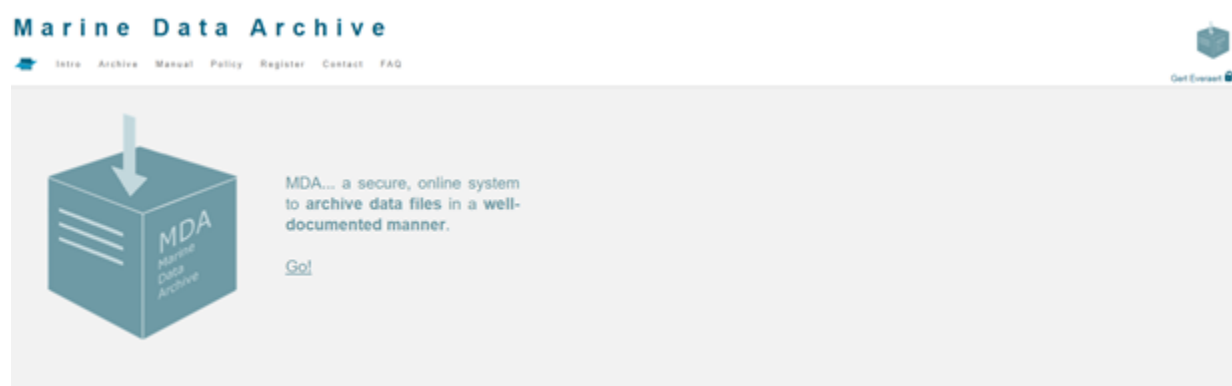 Marine Data Archive
Intro Archive Manual Policy Register Contact FAQ
Gert Everaert
MDA
Marine
Data
Archive
MDA... a secure, online system
to archive data files in a well-
documented manner.
Go!